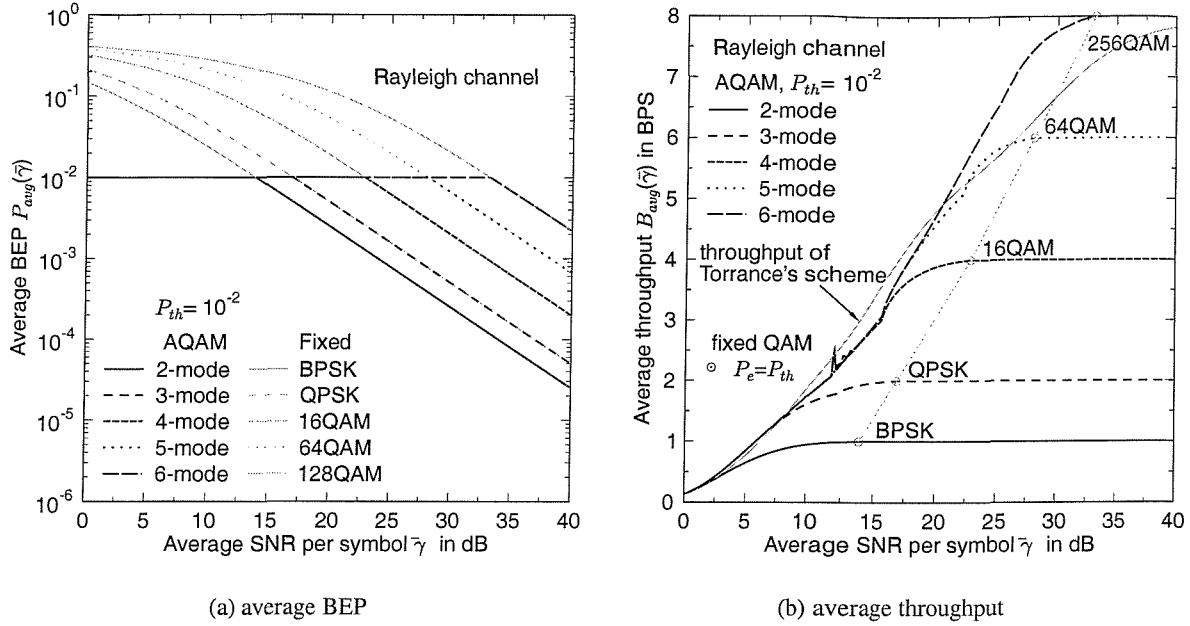 10^0
10^-1
10^-2
10^-3
10^-4
10^-5
10^-6
Average BEP P_avg(γ̄)
Rayleigh channel
P_th= 10^-2
AQAM Fixed
2-mode BPSK
3-mode QPSK
4-mode 16QAM
5-mode 64QAM
6-mode 128QAM
0 5 10 15 20 25 30 35 40
Average SNR per symbol γ̄ in dB
(a) average BEP
8
7
6
5
4
3
2
1
0
Average throughput B_avg(γ̄) in BPS
Rayleigh channel
AQAM, P_th= 10^-2
2-mode
3-mode
4-mode
5-mode
6-mode
throughput of
Torrance's scheme
fixed QAM
P_e=P_th
256QAM
64QAM
16QAM
QPSK
BPSK
0 5 10 15 20 25 30 35 40
Average SNR per symbol γ̄ in dB
(b) average throughput